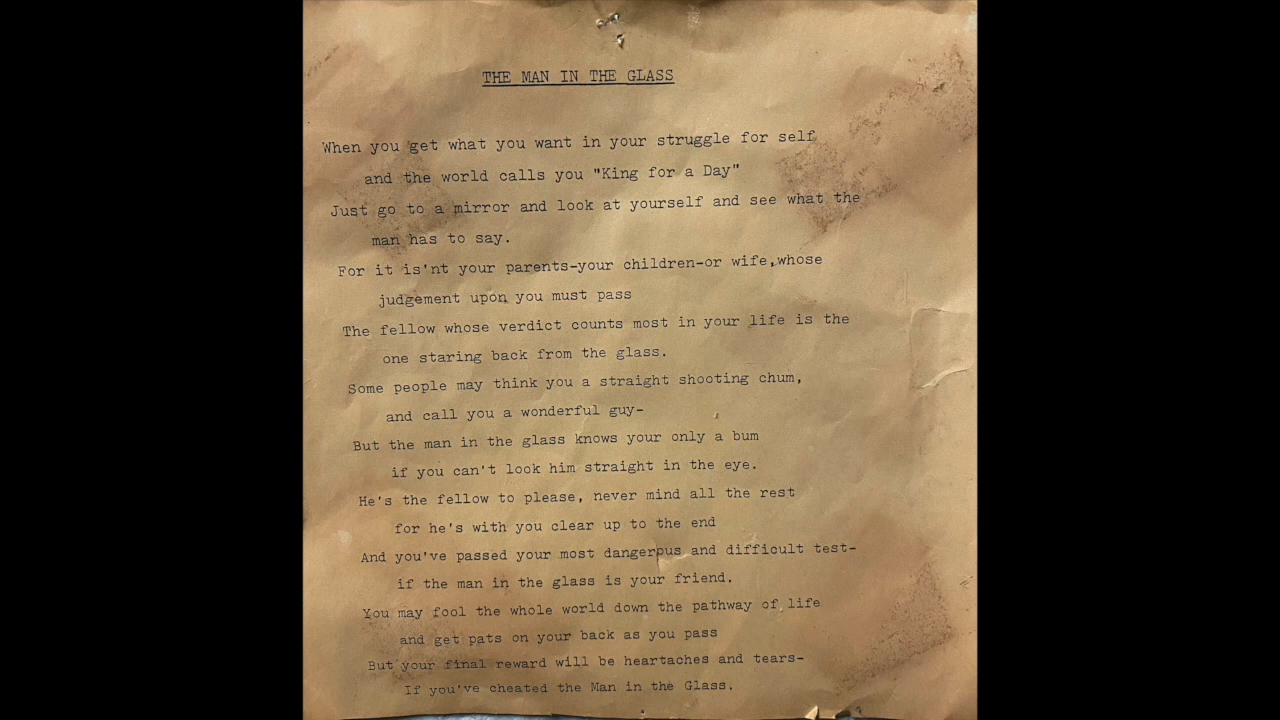 THE MAN IN THE GLASS
When you get what you want in your struggle for self
and the world calls you "King for a Day"
Just go to a mirror and look at yourself and see what the
man has to say.
For it is'nt your parents-your children-or wife,whose
judgement upon you must pass
The fellow whose verdict counts most in your life is the
one staring back from the glass.
Some people may think you a straight shooting chum,
and call you a wonderful guy-
But the man in the glass knows your only a bum
if you can't look him straight in the eye.
He's the fellow to please, never mind all the rest
for he's with you clear up to the end
And you've passed your most dangerous and difficult test-
if the man in the glass is your friend.
You may fool the whole world down the pathway of life
and get pats on your back as you pass
But your final reward will be heartaches and tears-
If you've cheated the Man in the Glass.